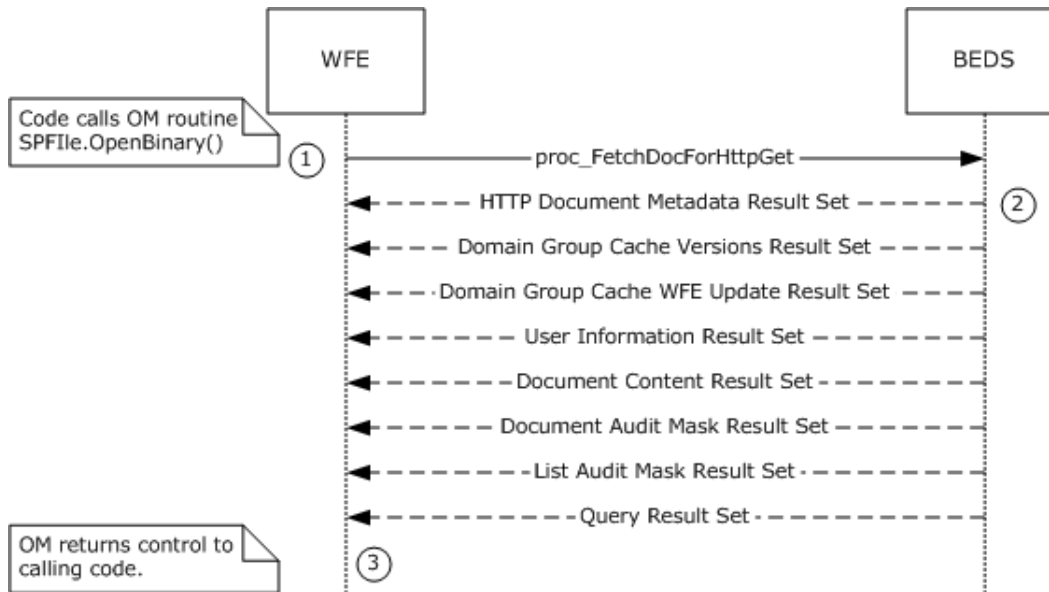 WFE
BEDS
Code calls OM routine
SPFIle.OpenBinary()
1
proc_FetchDocForHttpGet
HTTP Document Metadata Result Set
2
Domain Group Cache Versions Result Set
Domain Group Cache WFE Update Result Set
User Information Result Set
Document Content Result Set
Document Audit Mask Result Set
List Audit Mask Result Set
Query Result Set
OM returns control to
calling code.
3